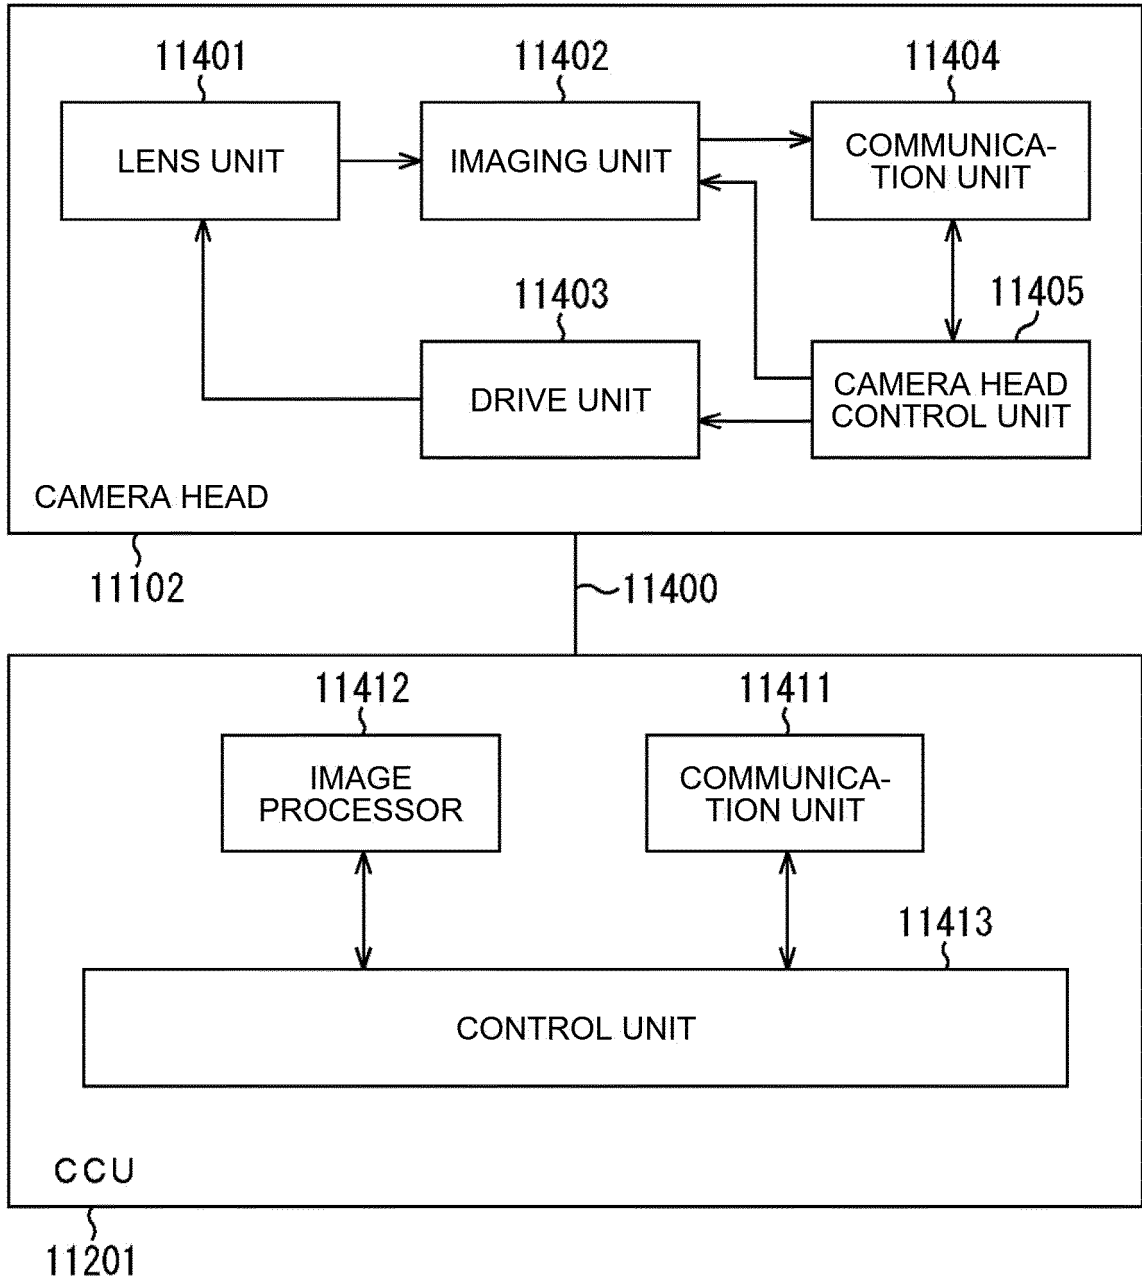 11401
11402
11404
LENS UNIT
IMAGING UNIT
COMMUNICA-
TION UNIT
11403
11405
DRIVE UNIT
CAMERA HEAD
CONTROL UNIT
CAMERA HEAD
11102
11400
11412
11411
IMAGE
PROCESSOR
COMMUNICA-
TION UNIT
11413
CONTROL UNIT
CCU
11201